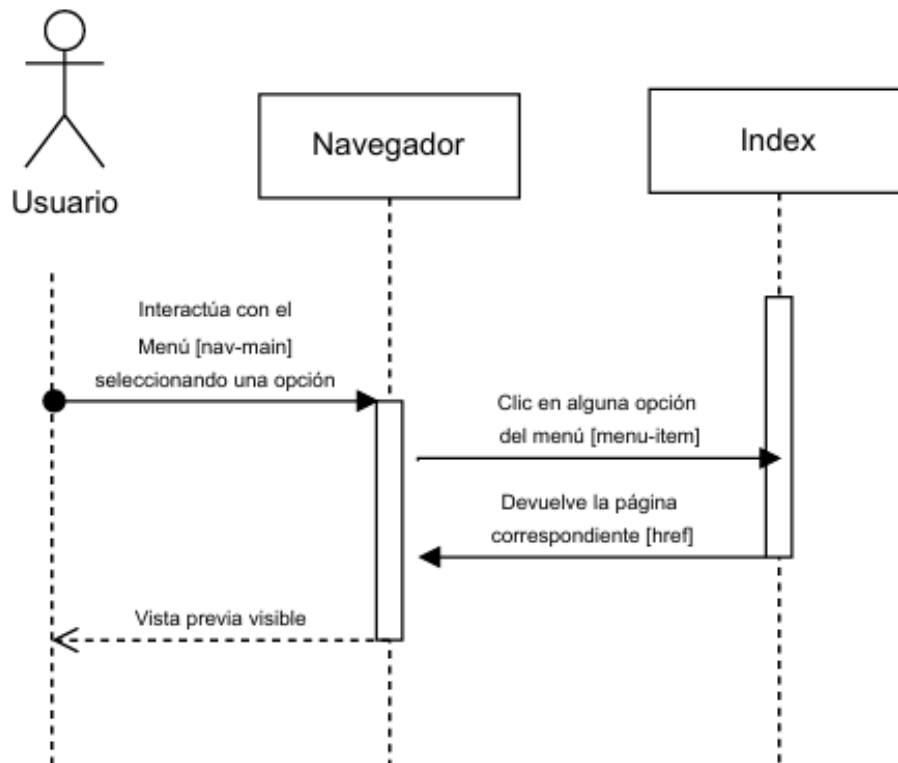 Usuario
Navegador
Index
Interactúa con el
Menú [nav-main]
seleccionando una opción
Clic en alguna opción
del menú [menu-item]
Devuelve la página
correspondiente [href]
Vista previa visible